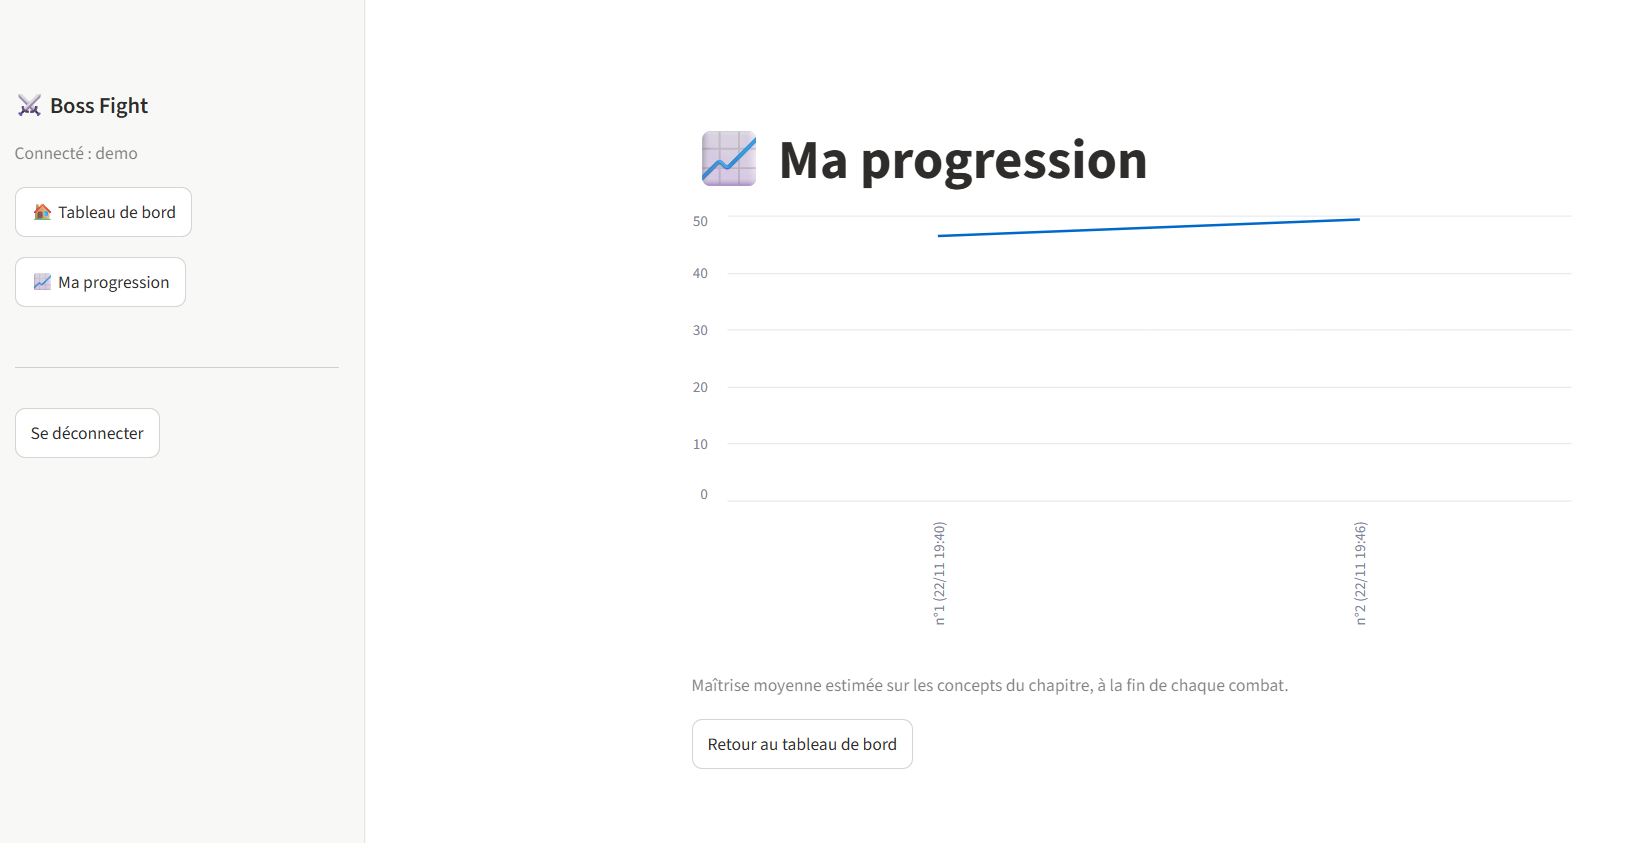 Boss Fight
Connecté : demo
Tableau de bord
Ma progression
Se déconnecter
Ma progression
50
40
30
20
10
0
n°1 (22/11 19:40)
n°2 (22/11 19:46)
Maîtrise moyenne estimée sur les concepts du chapitre, à la fin de chaque combat.
Retour au tableau de bord